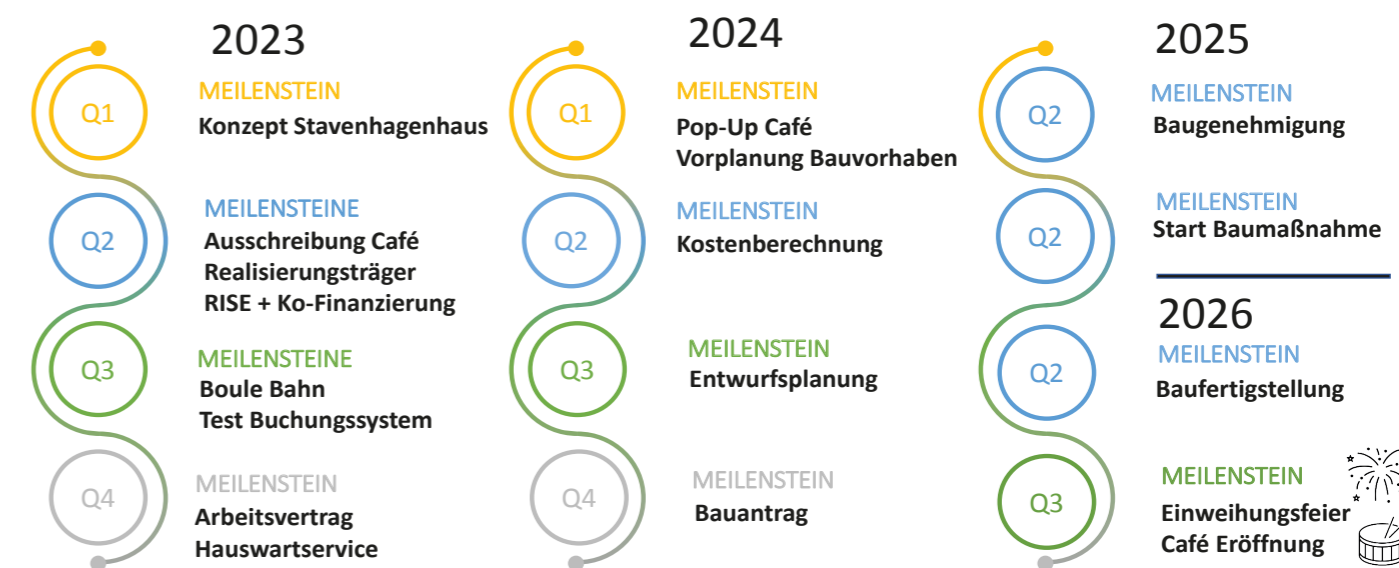 2023
Q1
MEILENSTEIN
Konzept Stavenhagenhaus
Q2
MEILENSTEINE
Ausschreibung Café
Realisierungsträger
RISE + Ko-Finanzierung
Q3
MEILENSTEINE
Boule Bahn
Test Buchungssystem
Q4
MEILENSTEIN
Arbeitsvertrag
Hauswartservice
2024
Q1
MEILENSTEIN
Pop-Up Café
Vorplanung Bauvorhaben
Q2
MEILENSTEIN
Kostenberechnung
Q3
MEILENSTEIN
Entwurfsplanung
Q4
MEILENSTEIN
Bauantrag
2025
Q2
MEILENSTEIN
Baugenehmigung
Q2
MEILENSTEIN
Start Baumaßnahme
2026
Q2
MEILENSTEIN
Baufertigstellung
Q3
MEILENSTEIN
Einweihungsfeier
Café Eröffnung